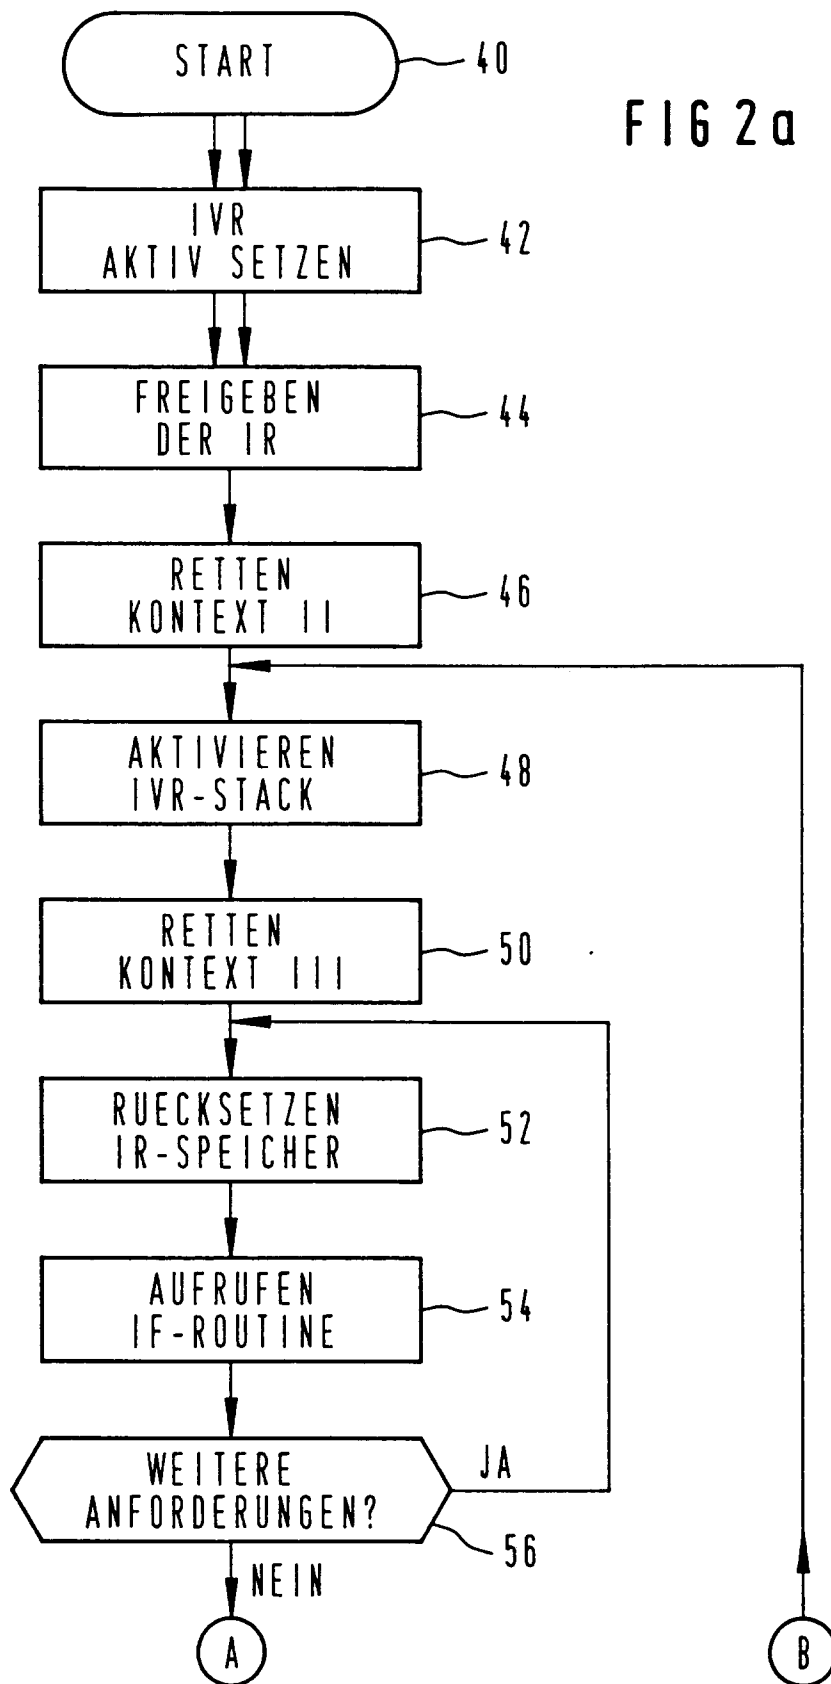 START
40
FIG 2a
IVR
AKTIV SETZEN
42
FREIGEBEN
DER IR
44
RETTEN
KONTEXT II
46
AKTIVIEREN
IVR-STACK
48
RETTEN
KONTEXT III
50
RUECKSETZEN
IR-SPEICHER
52
AUFRUFEN
IF-ROUTINE
54
WEITERE
ANFORDERUNGEN?
JA
56
NEIN
A
B